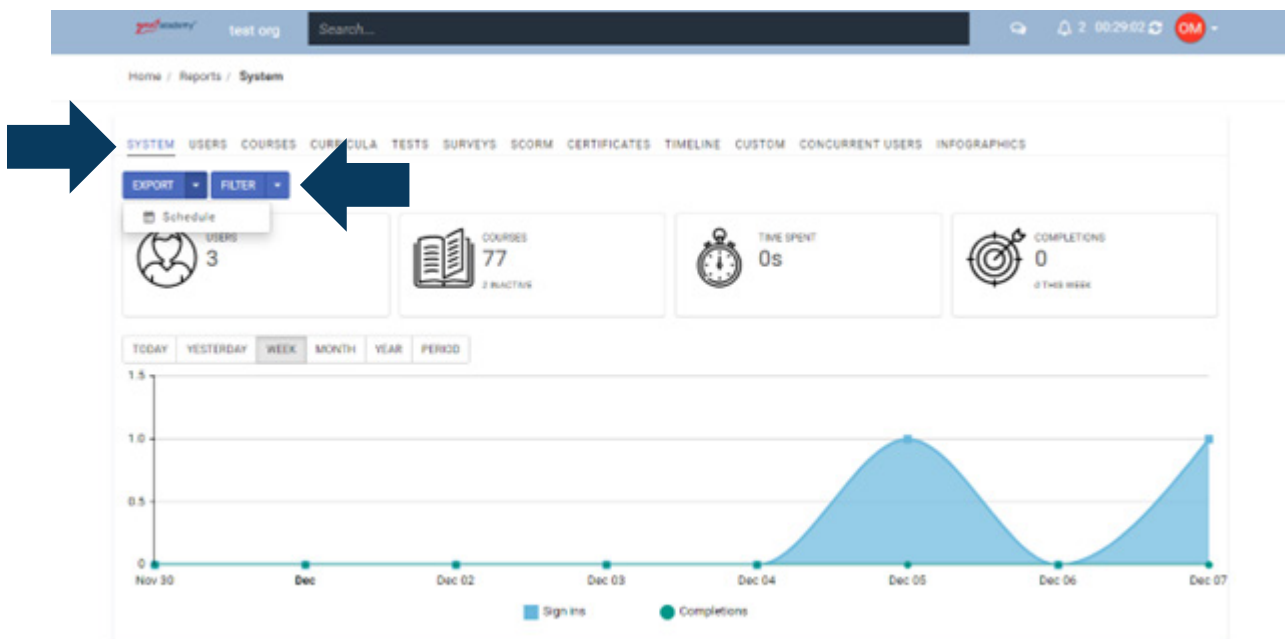 test org Search... 2 00:29:02 OM
Home / Reports / System
SYSTEM USERS COURSES CURRICULA TESTS SURVEYS SCORM CERTIFICATES TIMELINE CUSTOM CONCURRENT USERS INFOGRAPHICS
EXPORT FILTER
Schedule
USERS
3
COURSES
77
2 INACTIVE
TIME SPENT
0s
COMPLETIONS
0
0 THIS WEEK
TODAY YESTERDAY WEEK MONTH YEAR PERIOD
1.5
1.0
0.5
0
Nov 30 Dec Dec 02 Dec 03 Dec 04 Dec 05 Dec 06 Dec 07
Sign ins Completions